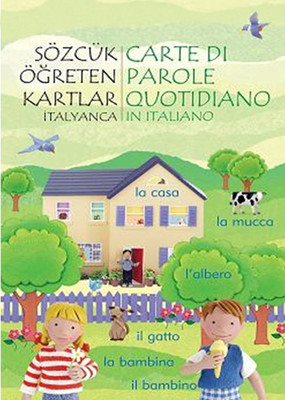 SÖZCÜK
ÖĞRETEN
KARTLAR
İTALYANCA
CARTE DI
PAROLE
QUOTIDIANO
IN ITALIANO
la casa
la mucca
l'albero
il gatto
la bambina
il bambino